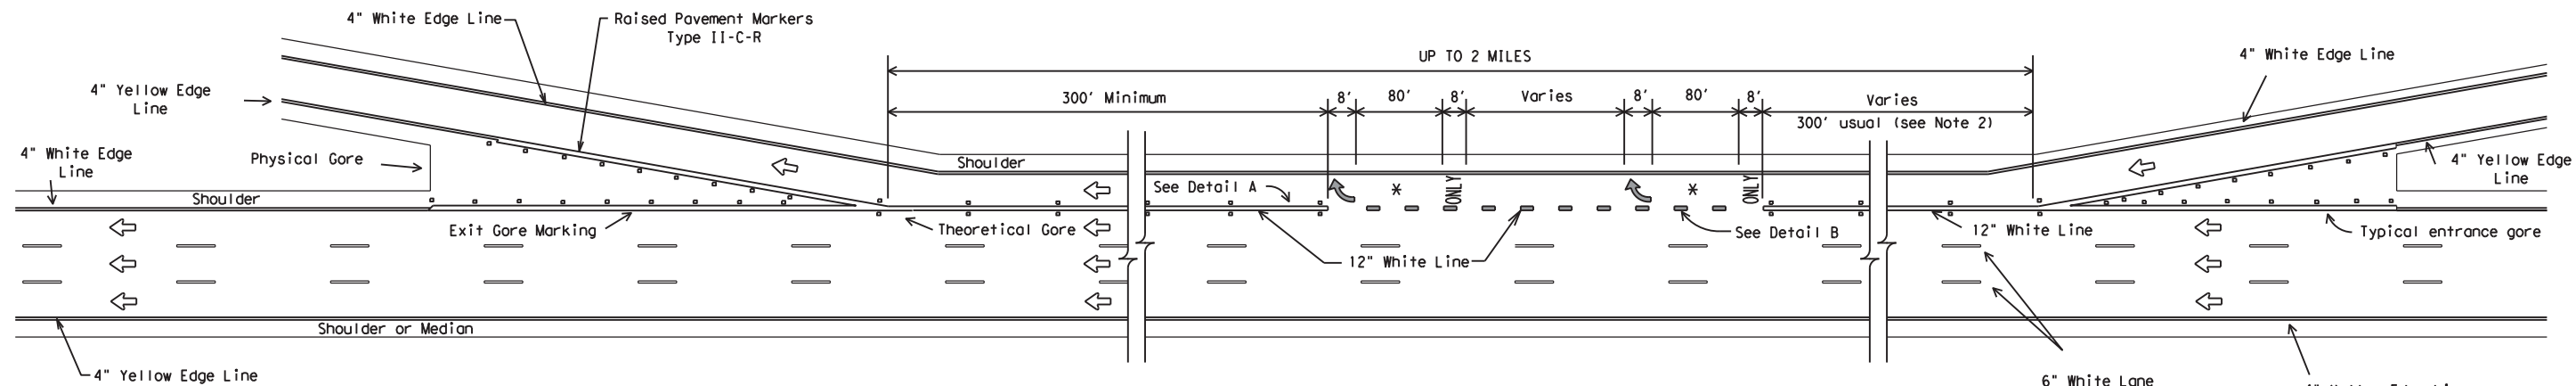 4" White Edge Line
Raised Pavement Markers
Type II-C-R
UP TO 2 MILES
4" White Edge Line
4" Yellow Edge
Line
300' Minimum
8'
80'
8'
Varies
8'
80'
8'
Varies
300' usual (see Note 2)
4" White Edge
Line
Physical Gore
Shoulder
4" Yellow Edge
Line
Shoulder
See Detail A
*
ONLY
*
ONLY
Exit Gore Marking
Theoretical Gore
See Detail B
12" White Line
Typical entrance gore
12" White Line
Shoulder or Median
4" Yellow Edge Line
6" White Lane